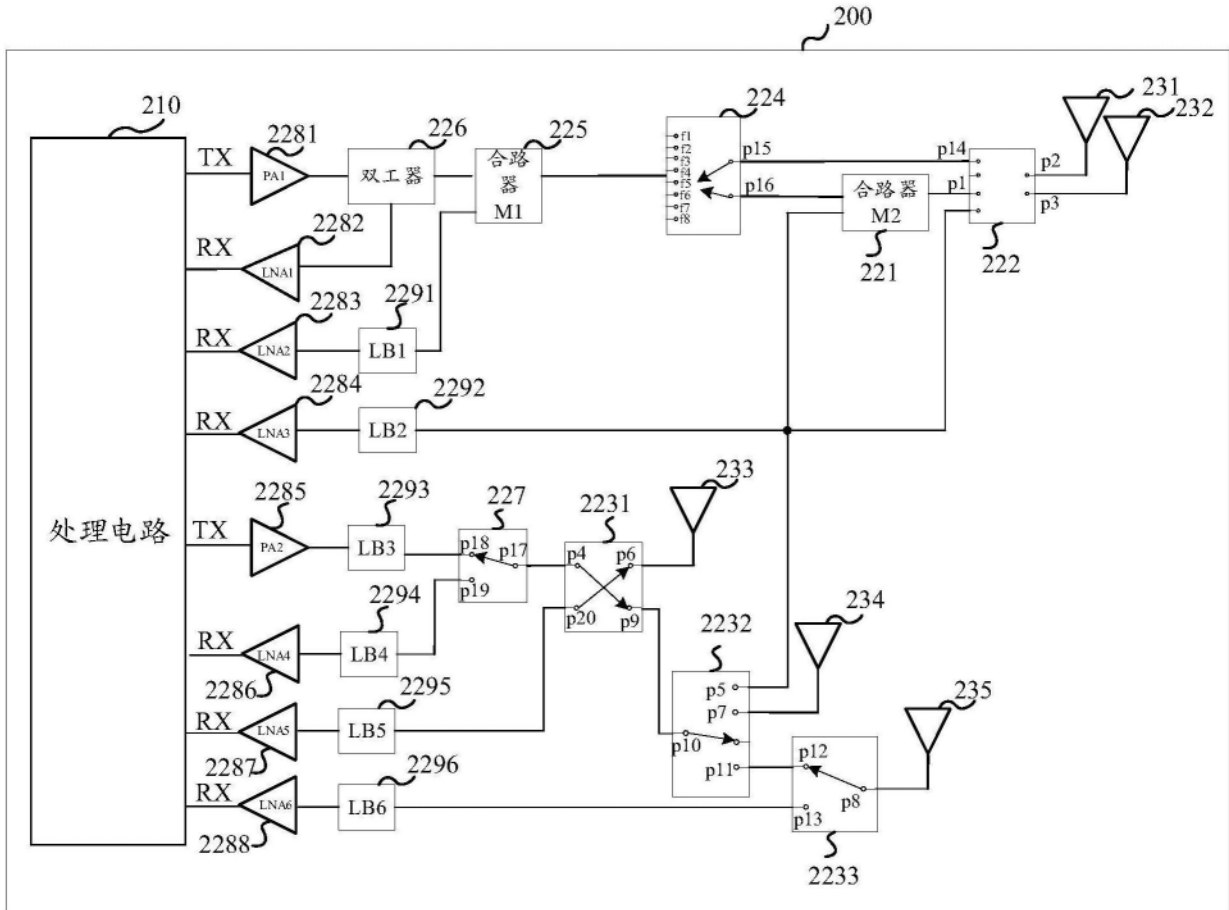 200
210
TX
2281
PA1
226
双工器
225
合路
器
M1
224
f1
f2
f3
f4
f5
f6
f7
f8
p15
p16
p14
p1
合路器
M2
221
222
p2
p3
231
232
RX
2282
LNA1
RX
2283
LNA2
2291
LB1
RX
2284
LNA3
2292
LB2
处理电路
TX
2285
PA2
2293
LB3
227
p18
p17
p19
2231
p4
p6
p20
p9
233
RX
LNA4
2286
2294
LB4
2232
p5
p7
p10
p11
234
RX
LNA5
2287
2295
LB5
235
RX
LNA6
2288
2296
LB6
p12
p8
p13
2233